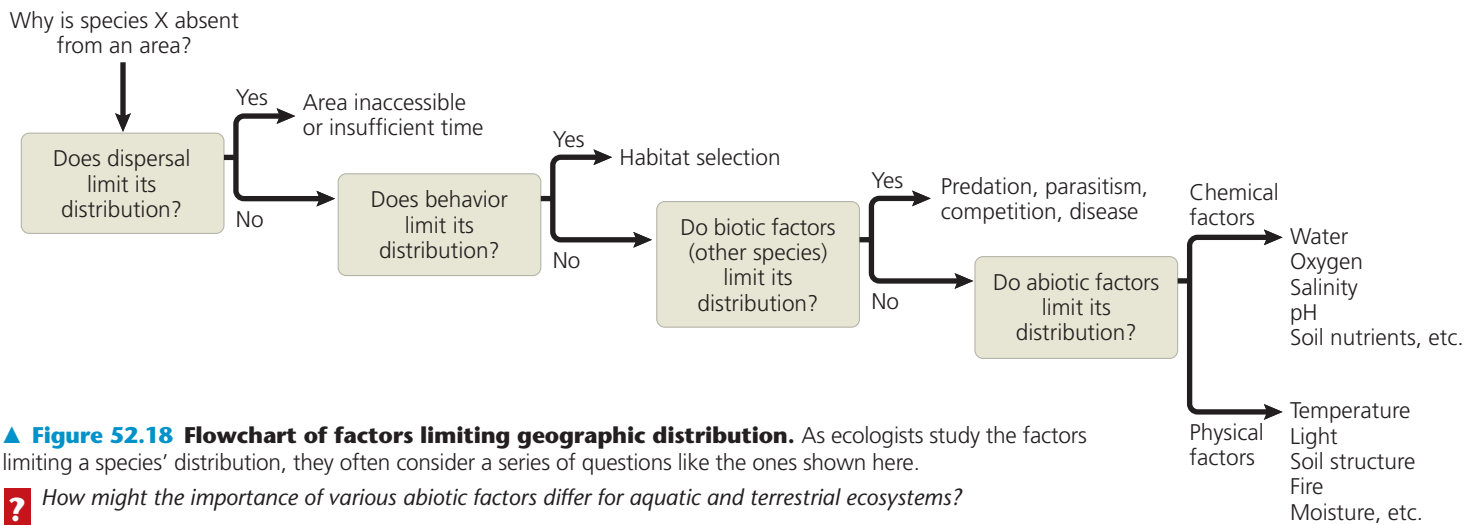 Why is species X absent
from an area?
Does dispersal
limit its
distribution?
Yes
Area inaccessible
or insufficient time
No
Does behavior
limit its
distribution?
Yes
Habitat selection
No
Do biotic factors
(other species)
limit its
distribution?
Yes
Predation, parasitism,
competition, disease
No
Do abiotic factors
limit its
distribution?
Chemical
factors
Water
Oxygen
Salinity
pH
Soil nutrients, etc.
Physical
factors
Temperature
Light
Soil structure
Fire
Moisture, etc.
▲ Figure 52.18 Flowchart of factors limiting geographic distribution. As ecologists study the factors
limiting a species’ distribution, they often consider a series of questions like the ones shown here.
? How might the importance of various abiotic factors differ for aquatic and terrestrial ecosystems?